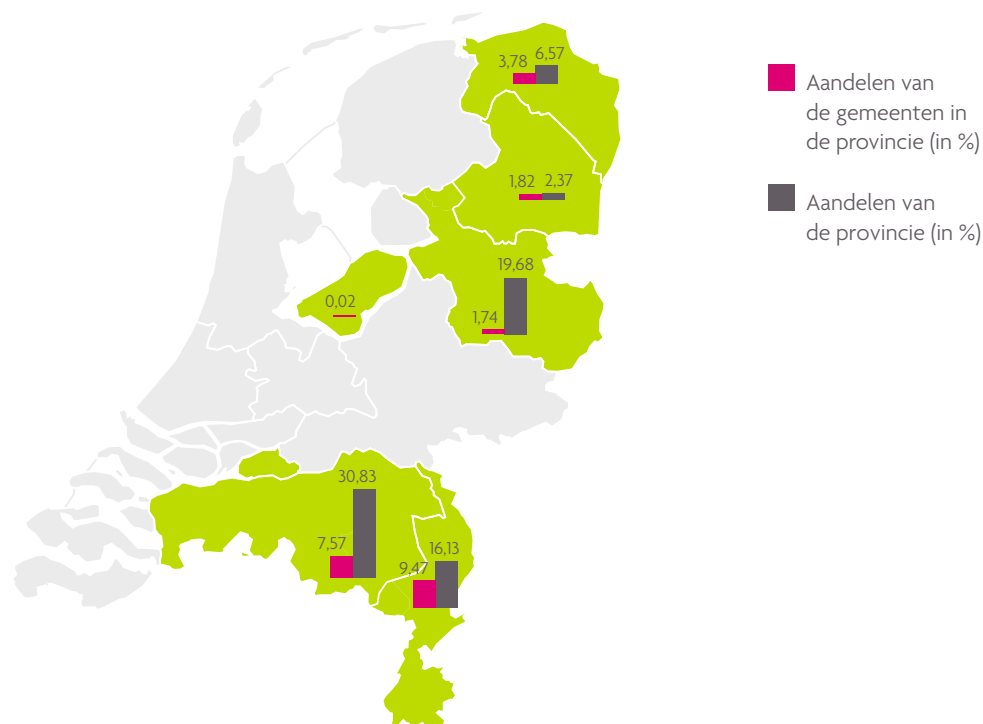 3,78 6,57
1,82 2,37
19,68
1,74
0,02
30,83
7,57
16,13
9,47
Aandelen van
de gemeenten in
de provincie (in %)
Aandelen van
de provincie (in %)